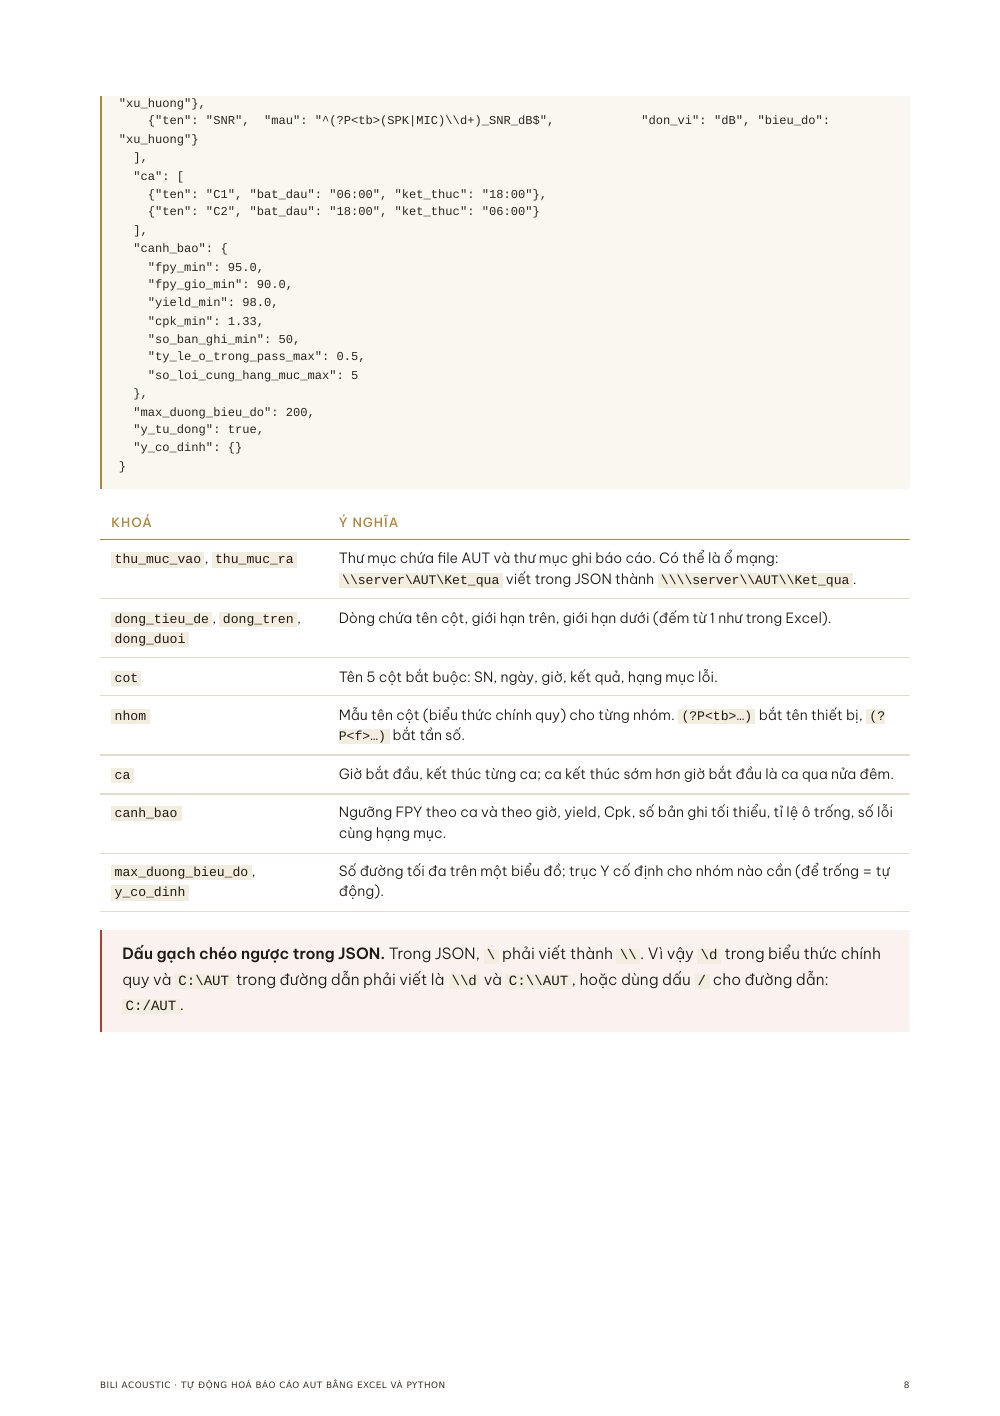 "xu_huong"},
    {"ten": "SNR",  "mau": "^(?P<tb>(SPK|MIC)\\d+)_SNR_dB$",            "don_vi": "dB", "bieu_do":
"xu_huong"}
  ],
  "ca": [
    {"ten": "C1", "bat_dau": "06:00", "ket_thuc": "18:00"},
    {"ten": "C2", "bat_dau": "18:00", "ket_thuc": "06:00"}
  ],
  "canh_bao": {
    "fpy_min": 95.0,
    "fpy_gio_min": 90.0,
    "yield_min": 98.0,
    "cpk_min": 1.33,
    "so_ban_ghi_min": 50,
    "ty_le_o_trong_pass_max": 0.5,
    "so_loi_cung_hang_muc_max": 5
  },
  "max_duong_bieu_do": 200,
  "y_tu_dong": true,
  "y_co_dinh": {}
}
KHOÁ Ý NGHĨA
thu_muc_vao, thu_muc_ra Thư mục chứa file AUT và thư mục ghi báo cáo. Có thể là ổ mạng:
\\server\AUT\Ket_qua viết trong JSON thành \\\\server\\AUT\\Ket_qua.
dong_tieu_de, dong_tren, Dòng chứa tên cột, giới hạn trên, giới hạn dưới (đếm từ 1 như trong Excel).
dong_duoi
cot Tên 5 cột bắt buộc: SN, ngày, giờ, kết quả, hạng mục lỗi.
nhom Mẫu tên cột (biểu thức chính quy) cho từng nhóm. (?P<tb>…) bắt tên thiết bị, (?
P<f>…) bắt tần số.
ca Giờ bắt đầu, kết thúc từng ca; ca kết thúc sớm hơn giờ bắt đầu là ca qua nửa đêm.
canh_bao Ngưỡng FPY theo ca và theo giờ, yield, Cpk, số bản ghi tối thiểu, tỉ lệ ô trống, số lỗi
cùng hạng mục.
max_duong_bieu_do, Số đường tối đa trên một biểu đồ; trục Y cố định cho nhóm nào cần (để trống = tự
y_co_dinh động).
Dấu gạch chéo ngược trong JSON. Trong JSON, \ phải viết thành \\. Vì vậy \d trong biểu thức chính
quy và C:\AUT trong đường dẫn phải viết là \\d và C:\\AUT, hoặc dùng dấu / cho đường dẫn:
C:/AUT.
BILI ACOUSTIC · TỰ ĐỘNG HOÁ BÁO CÁO AUT BẰNG EXCEL VÀ PYTHON 8